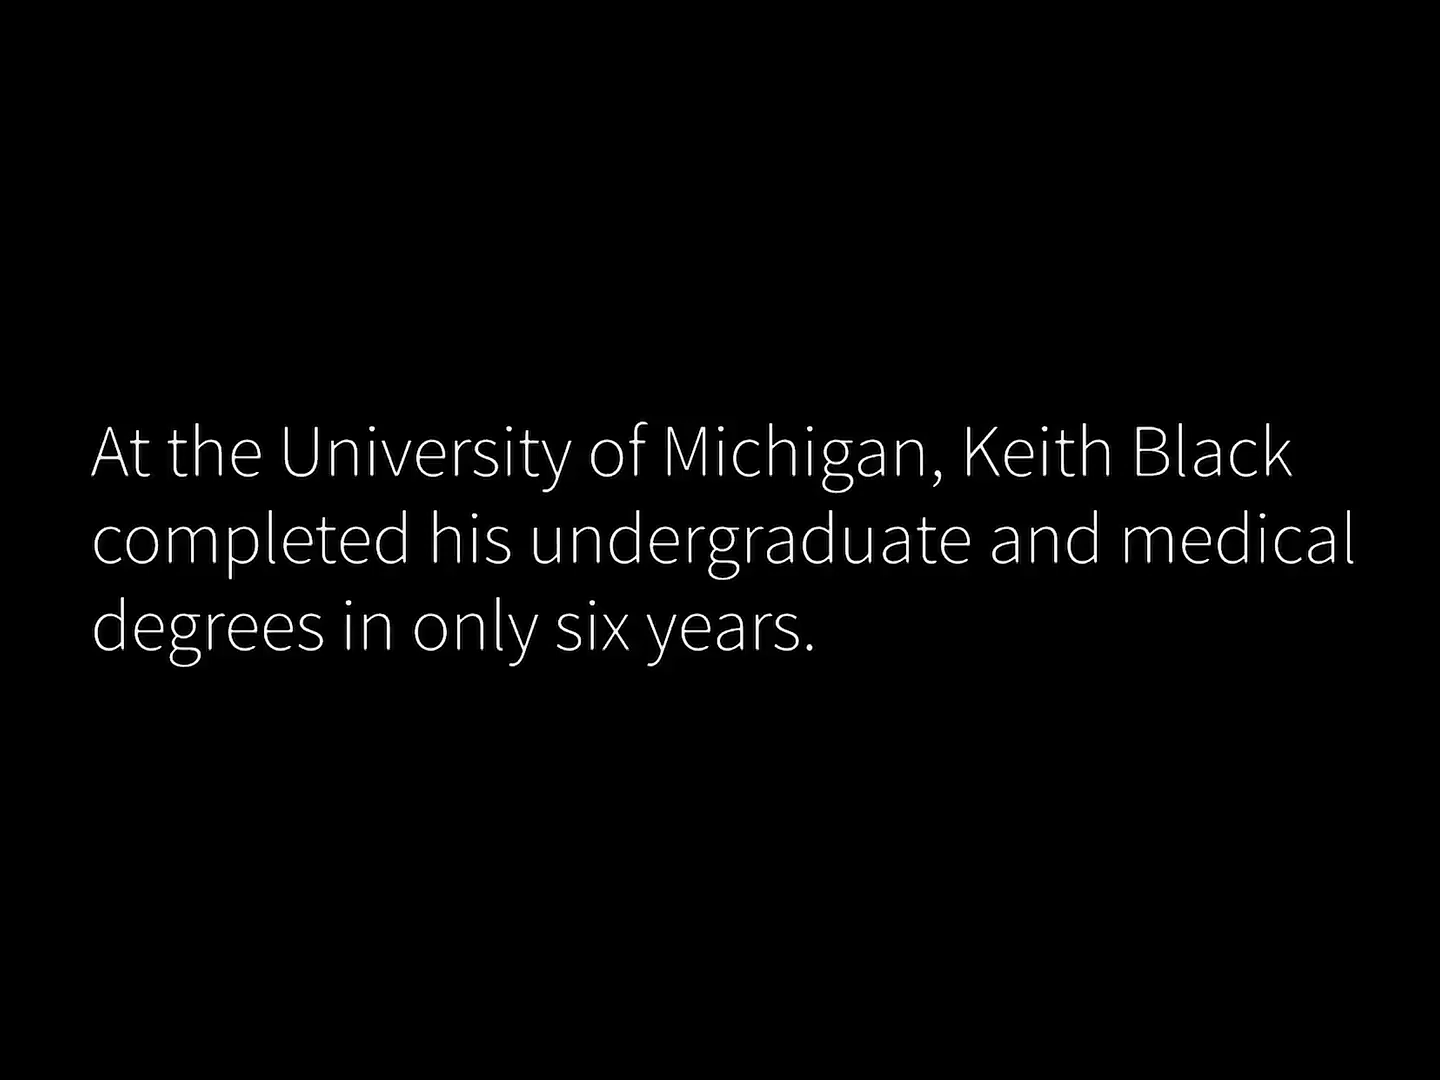 At the University of Michigan, Keith Black
completed his undergraduate and medical
degrees in only six years.